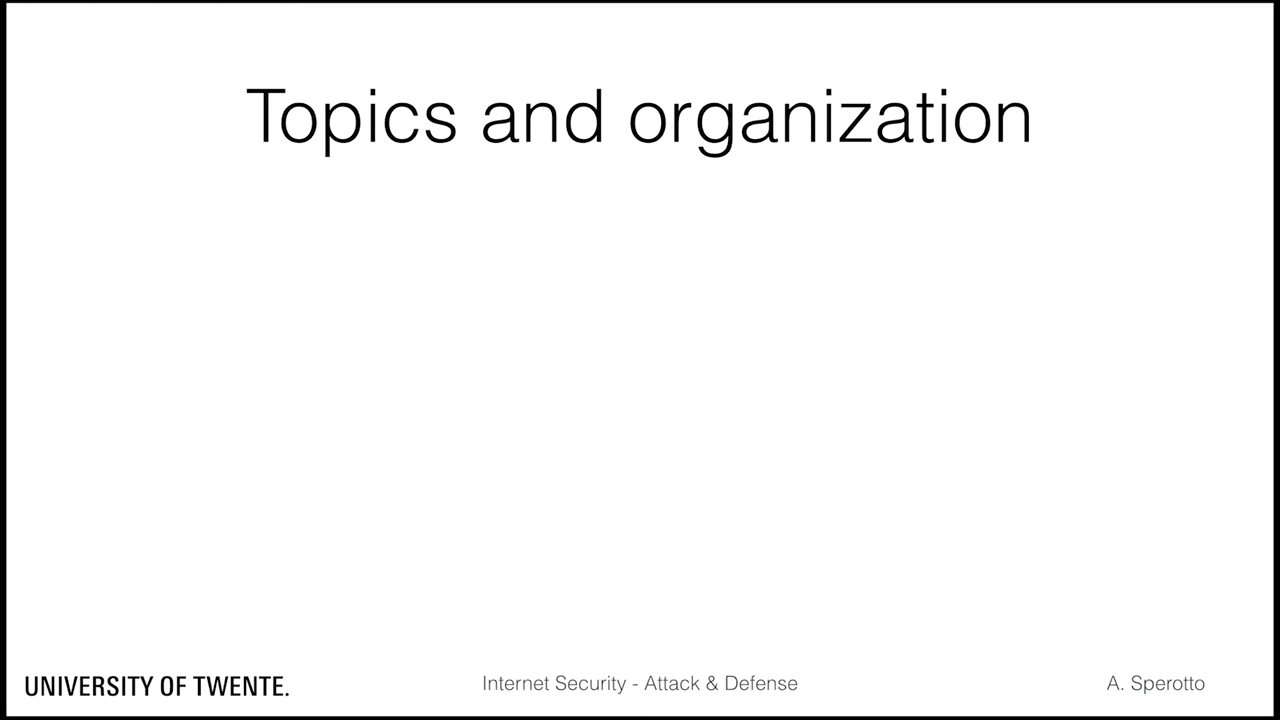 Topics and organization
UNIVERSITY OF TWENTE.
Internet Security - Attack & Defense
A. Sperotto